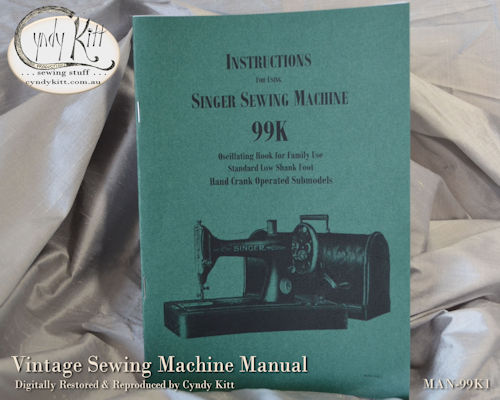 Cyndy Kitt
... sewing stuff ...
cyndykitt.com.au
INSTRUCTIONS
FOR USING
SINGER SEWING MACHINE
99K
Oscillating Hook for Family Use
Standard Low Shank Foot
Hand Crank Operated Submodels
SINGER
Vintage Sewing Machine Manual
Digitally Restored & Reproduced by Cyndy Kitt
MAN-99K1